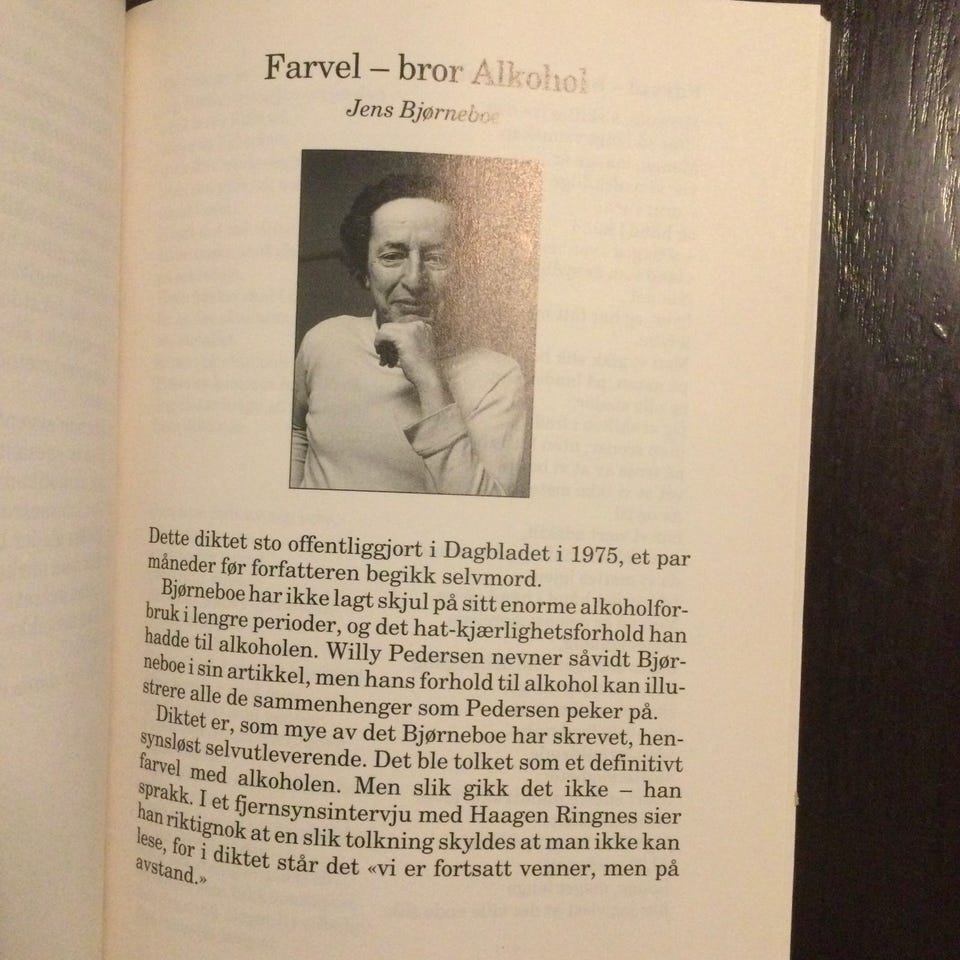 Farvel – bror Alkohol
Jens Bjørneboe
Dette diktet sto offentliggjort i Dagbladet i 1975, et par
måneder før forfatteren begikk selvmord.
Bjørneboe har ikke lagt skjul på sitt enorme alkoholfor-
bruk i lengre perioder, og det hat-kjærlighetsforhold han
hadde til alkoholen. Willy Pedersen nevner såvidt Bjør-
neboe i sin artikkel, men hans forhold til alkohol kan illu-
strere alle de sammenhenger som Pedersen peker på.
Diktet er, som mye av det Bjørneboe har skrevet, hen-
synsløst selvutleverende. Det ble tolket som et definitivt
farvel med alkoholen. Men slik gikk det ikke – han
sprakk. I et fjernsynsintervju med Haagen Ringnes sier
han riktignok at en slik tolkning skyldes at man ikke kan
lese, for i diktet står det «vi er fortsatt venner, men på
avstand.»